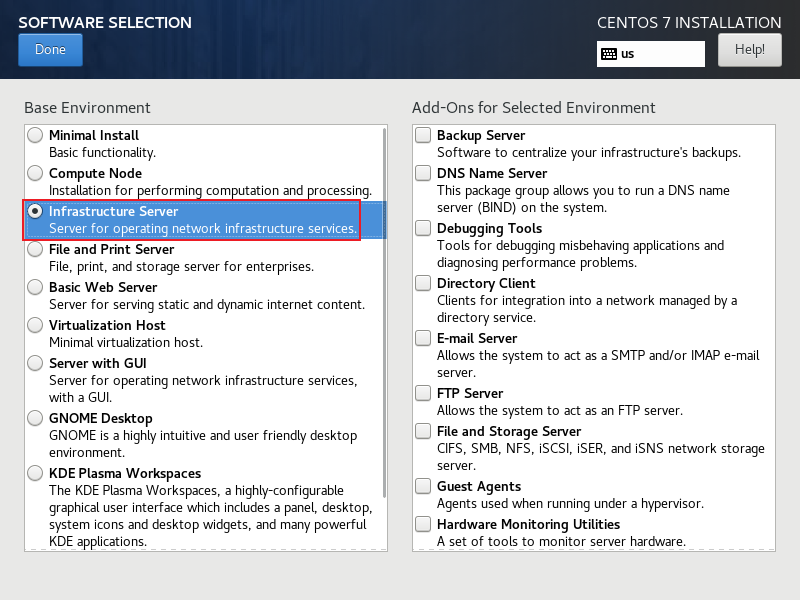 SOFTWARE SELECTION
Done
CENTOS 7 INSTALLATION
us
Help!
Base Environment
Minimal Install
Basic functionality.
Compute Node
Installation for performing computation and processing.
Infrastructure Server
Server for operating network infrastructure services.
File and Print Server
File, print, and storage server for enterprises.
Basic Web Server
Server for serving static and dynamic internet content.
Virtualization Host
Minimal virtualization host.
Server with GUI
Server for operating network infrastructure services,
with a GUI.
GNOME Desktop
GNOME is a highly intuitive and user friendly desktop
environment.
KDE Plasma Workspaces
The KDE Plasma Workspaces, a highly-configurable
graphical user interface which includes a panel, desktop,
system icons and desktop widgets, and many powerful
KDE applications.
Add-Ons for Selected Environment
Backup Server
Software to centralize your infrastructure's backups.
DNS Name Server
This package group allows you to run a DNS name
server (BIND) on the system.
Debugging Tools
Tools for debugging misbehaving applications and
diagnosing performance problems.
Directory Client
Clients for integration into a network managed by a
directory service.
E-mail Server
Allows the system to act as a SMTP and/or IMAP e-mail
server.
FTP Server
Allows the system to act as an FTP server.
File and Storage Server
CIFS, SMB, NFS, iSCSI, iSER, and iSNS network storage
server.
Guest Agents
Agents used when running under a hypervisor.
Hardware Monitoring Utilities
A set of tools to monitor server hardware.